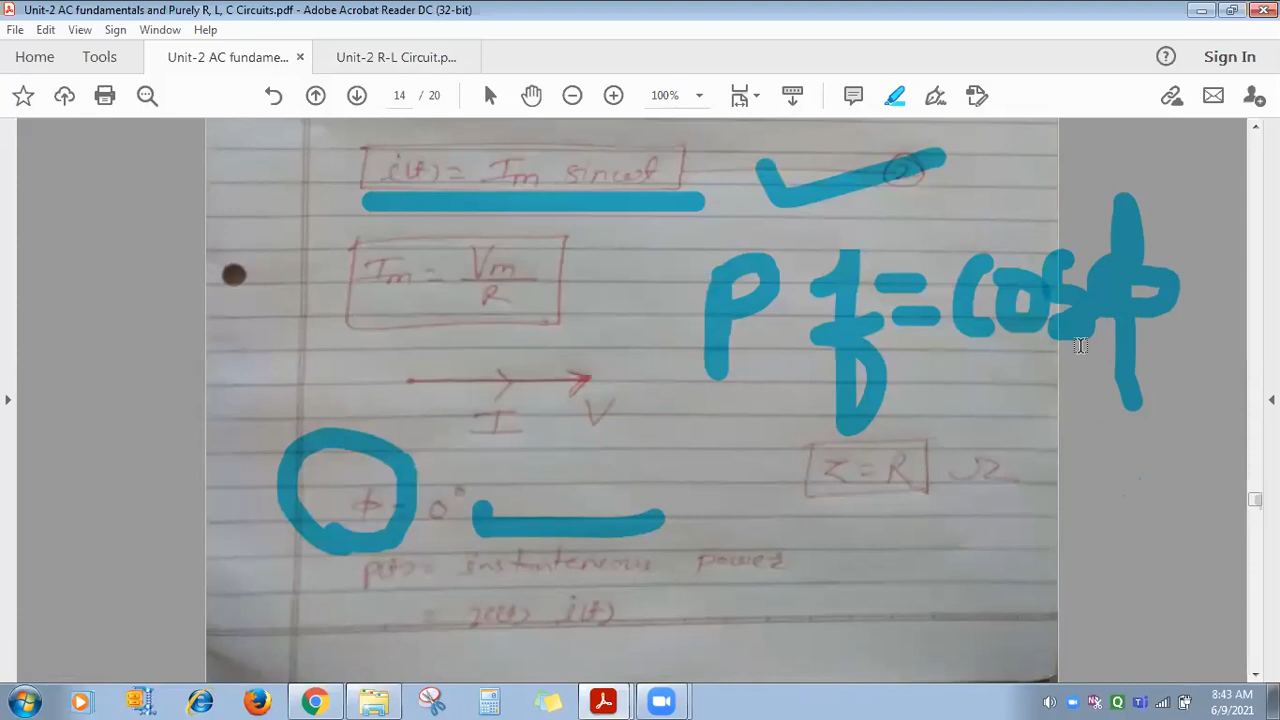 Unit-2 AC fundamentals and Purely R, L, C Circuits.pdf - Adobe Acrobat Reader DC (32-bit)
File Edit View Sign Window Help
Home Tools Unit-2 AC fundame... × Unit-2 R-L Circuit.p... Sign In
14 / 20 100%
i(t) = Im sinωt 2
Im = Vm / R
Pf = Cosϕ
I V
Z = R Ω
ϕ = 0°
p(t) = instanteneous power
= v(t) i(t)
8:43 AM
6/9/2021